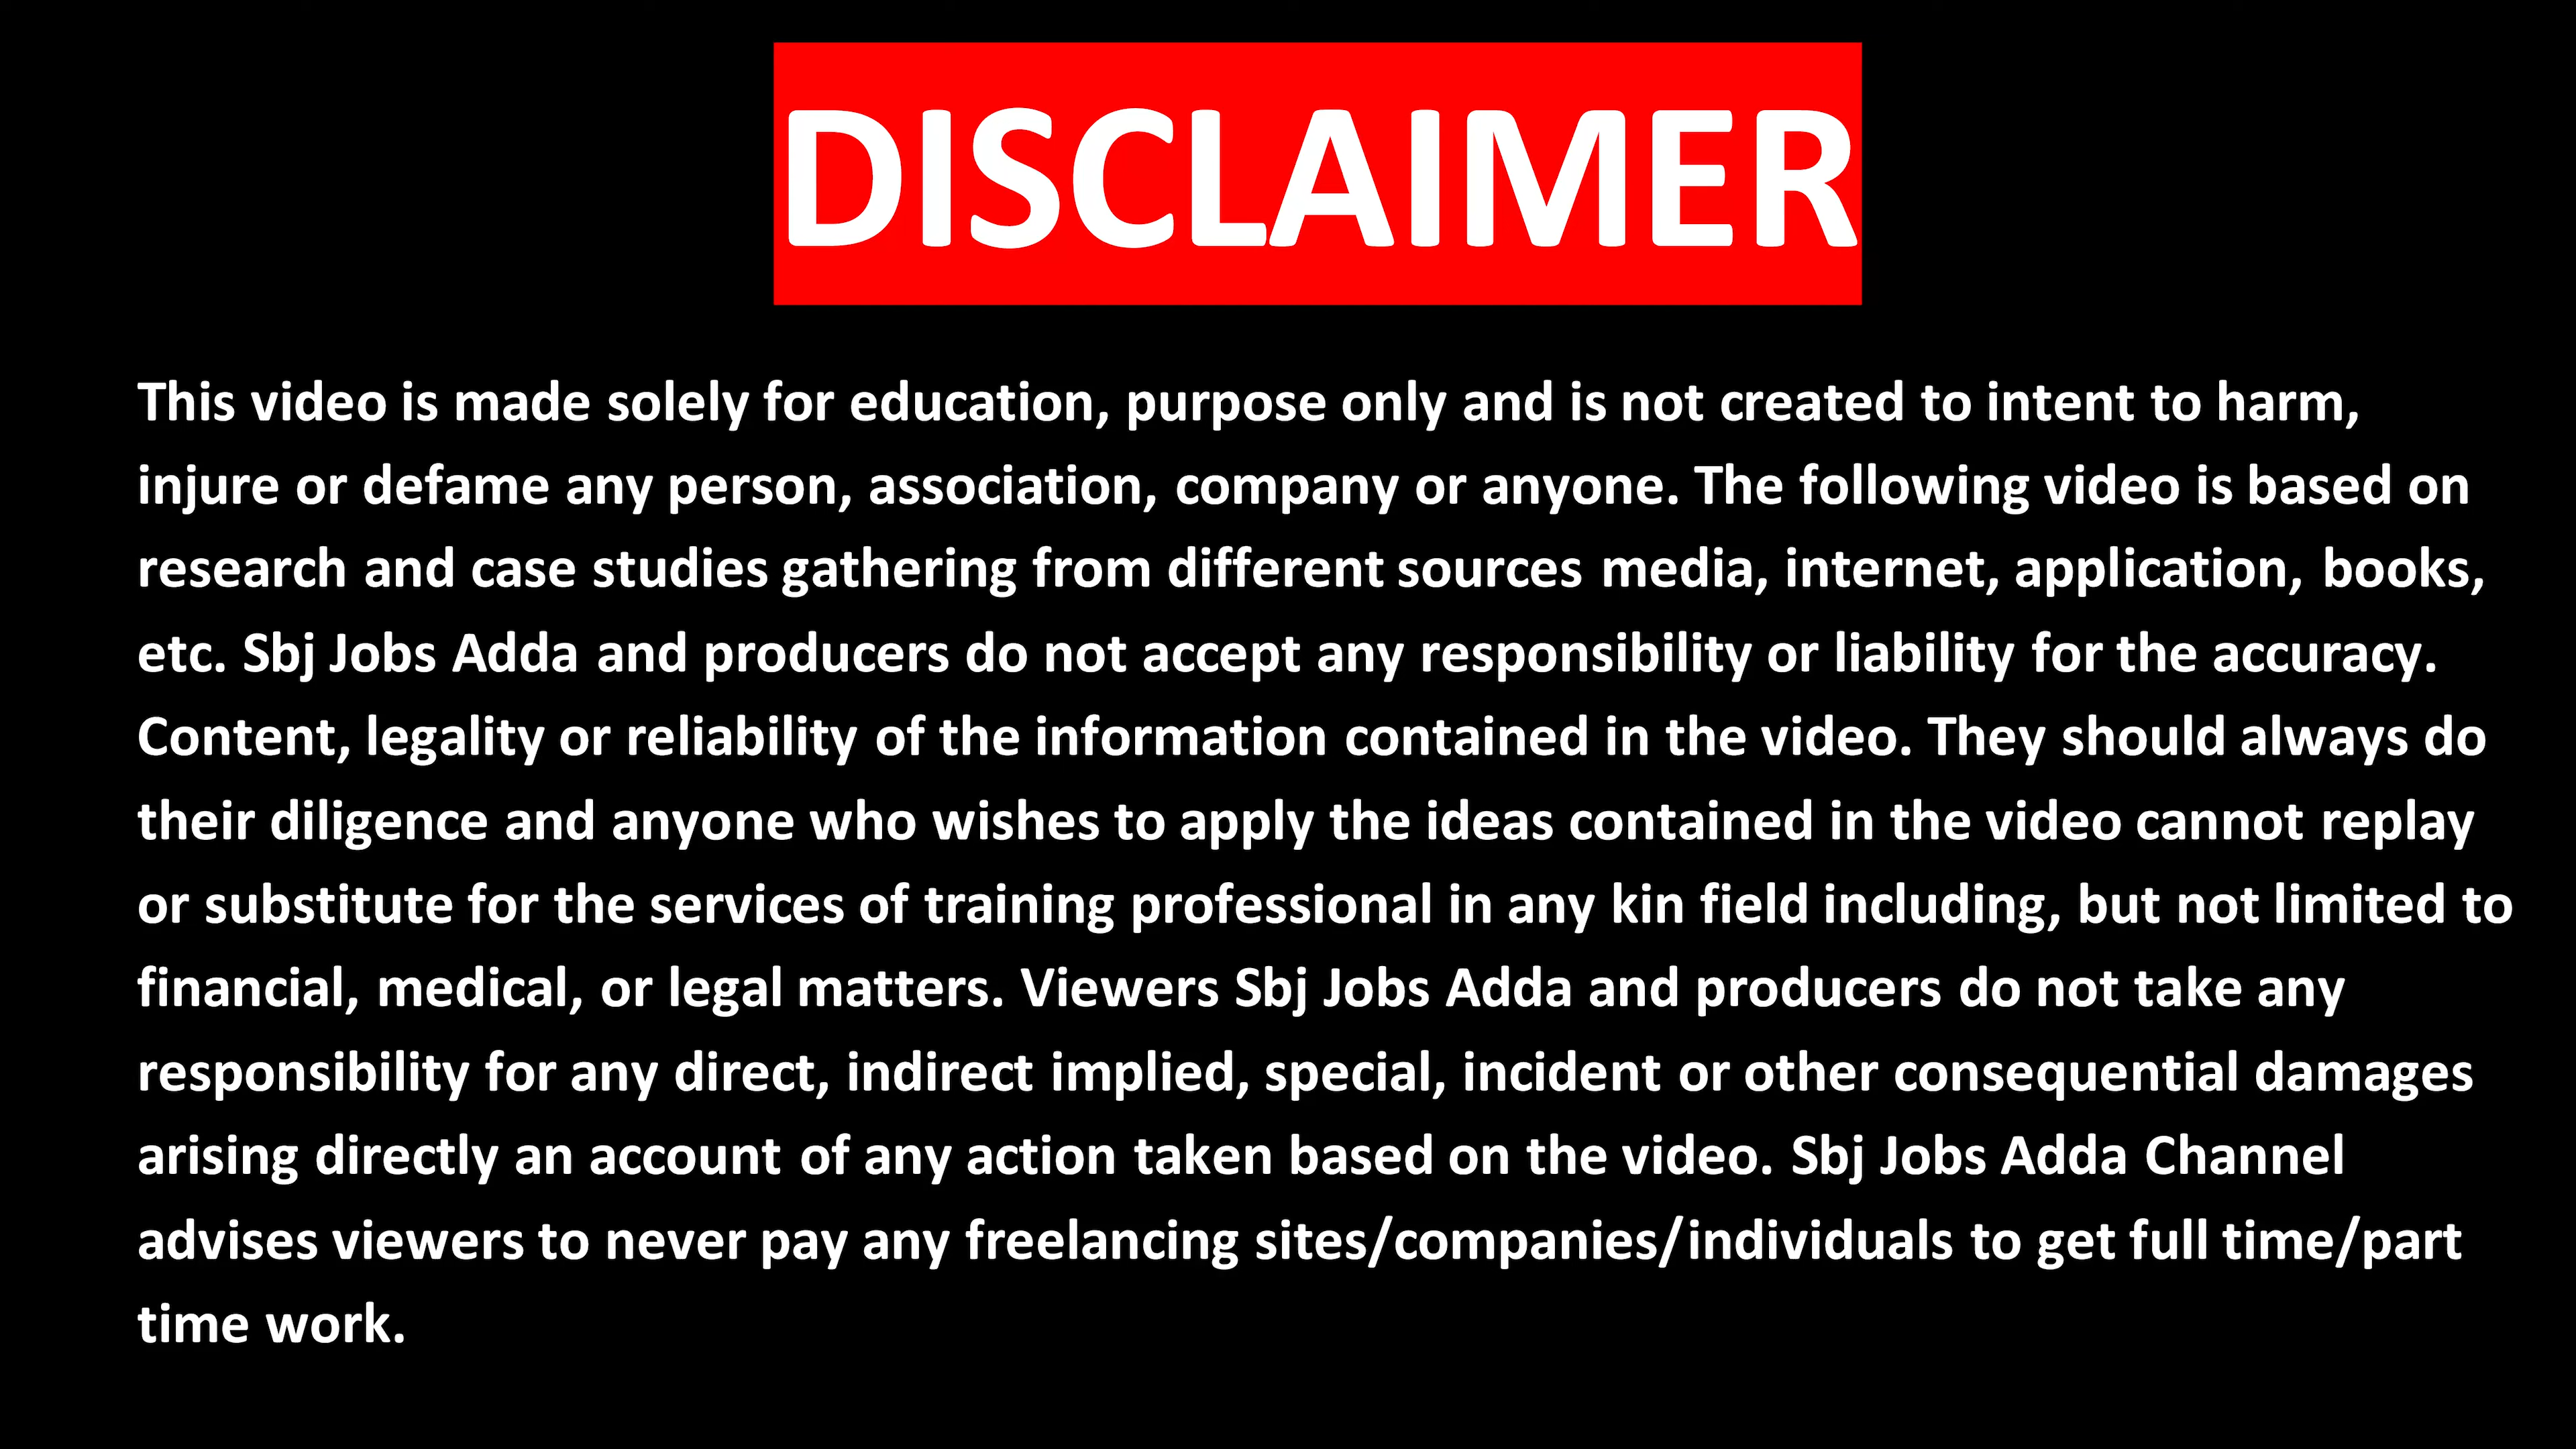 DISCLAIMER
This video is made solely for education, purpose only and is not created to intent to harm,
injure or defame any person, association, company or anyone. The following video is based on
research and case studies gathering from different sources media, internet, application, books,
etc. Sbj Jobs Adda and producers do not accept any responsibility or liability for the accuracy.
Content, legality or reliability of the information contained in the video. They should always do
their diligence and anyone who wishes to apply the ideas contained in the video cannot replay
or substitute for the services of training professional in any kin field including, but not limited to
financial, medical, or legal matters. Viewers Sbj Jobs Adda and producers do not take any
responsibility for any direct, indirect implied, special, incident or other consequential damages
arising directly an account of any action taken based on the video. Sbj Jobs Adda Channel
advises viewers to never pay any freelancing sites/companies/individuals to get full time/part
time work.